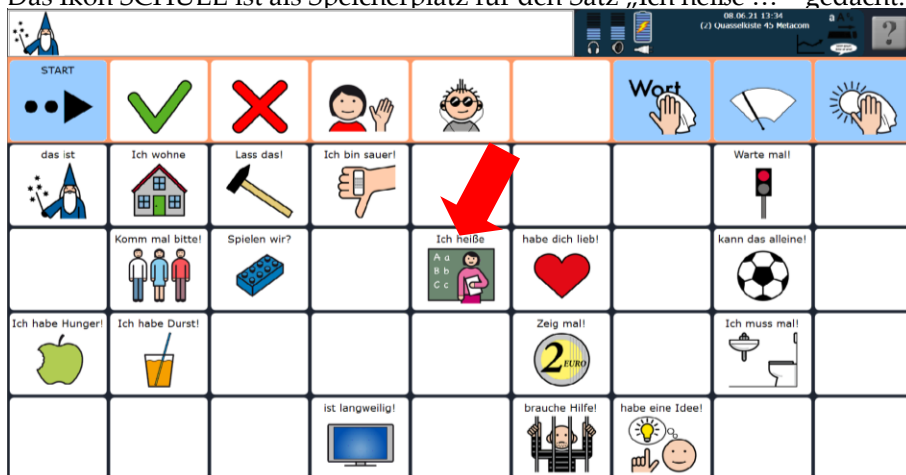 Das Ikon SCHULE ist als Speicherplatz für den Satz „Ich heiße …“ gedacht.
08.06.21 13:34
(2) Quasselkiste 45 Metacom
a A
?
START
Wort
das ist
Ich wohne
Lass das!
Ich bin sauer!
Warte mal!
Komm mal bitte!
Spielen wir?
Ich heiße
habe dich lieb!
kann das alleine!
A a
B b
C c
Ich habe Hunger!
Ich habe Durst!
Zeig mal!
Ich muss mal!
2 EURO
ist langweilig!
brauche Hilfe!
habe eine Idee!